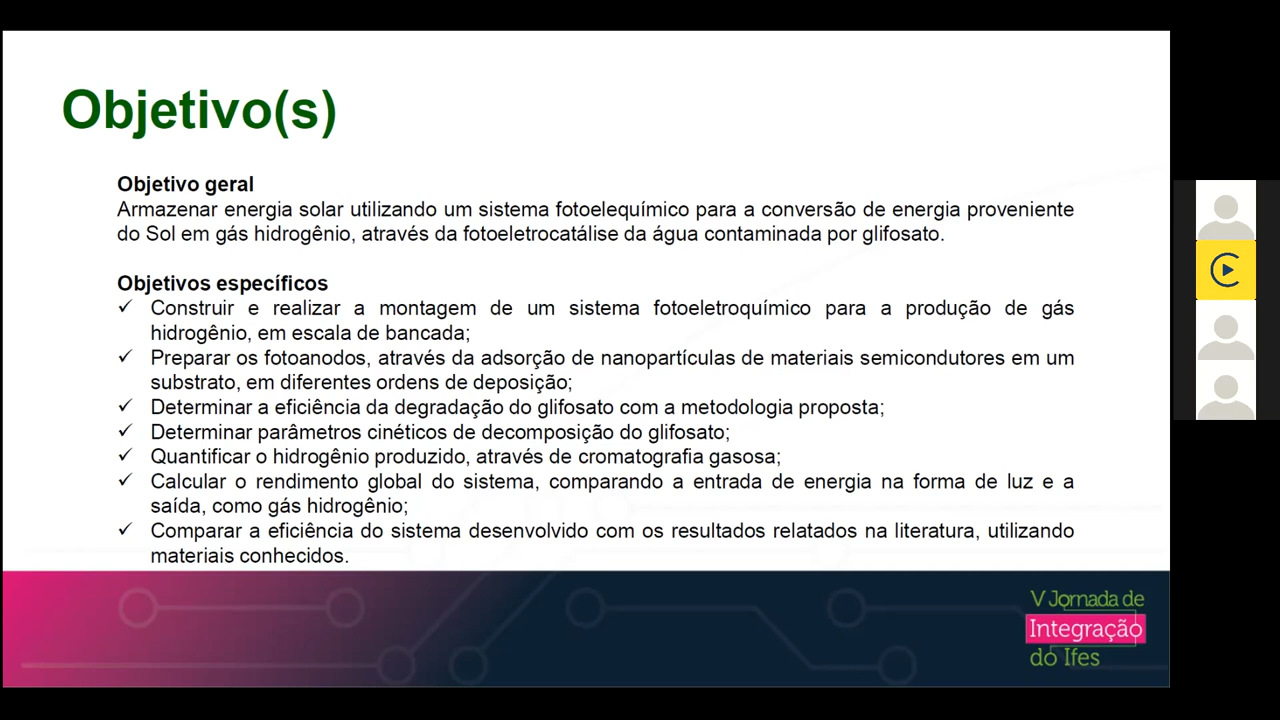 Objetivo(s)
Objetivo geral
Armazenar energia solar utilizando um sistema fotoelequímico para a conversão de energia proveniente
do Sol em gás hidrogênio, através da fotoeletrocatálise da água contaminada por glifosato.
Objetivos específicos
✓ Construir e realizar a montagem de um sistema fotoeletroquímico para a produção de gás
hidrogênio, em escala de bancada;
✓ Preparar os fotoanodos, através da adsorção de nanopartículas de materiais semicondutores em um
substrato, em diferentes ordens de deposição;
✓ Determinar a eficiência da degradação do glifosato com a metodologia proposta;
✓ Determinar parâmetros cinéticos de decomposição do glifosato;
✓ Quantificar o hidrogênio produzido, através de cromatografia gasosa;
✓ Calcular o rendimento global do sistema, comparando a entrada de energia na forma de luz e a
saída, como gás hidrogênio;
✓ Comparar a eficiência do sistema desenvolvido com os resultados relatados na literatura, utilizando
materiais conhecidos.
V Jornada de
Integração
do Ifes